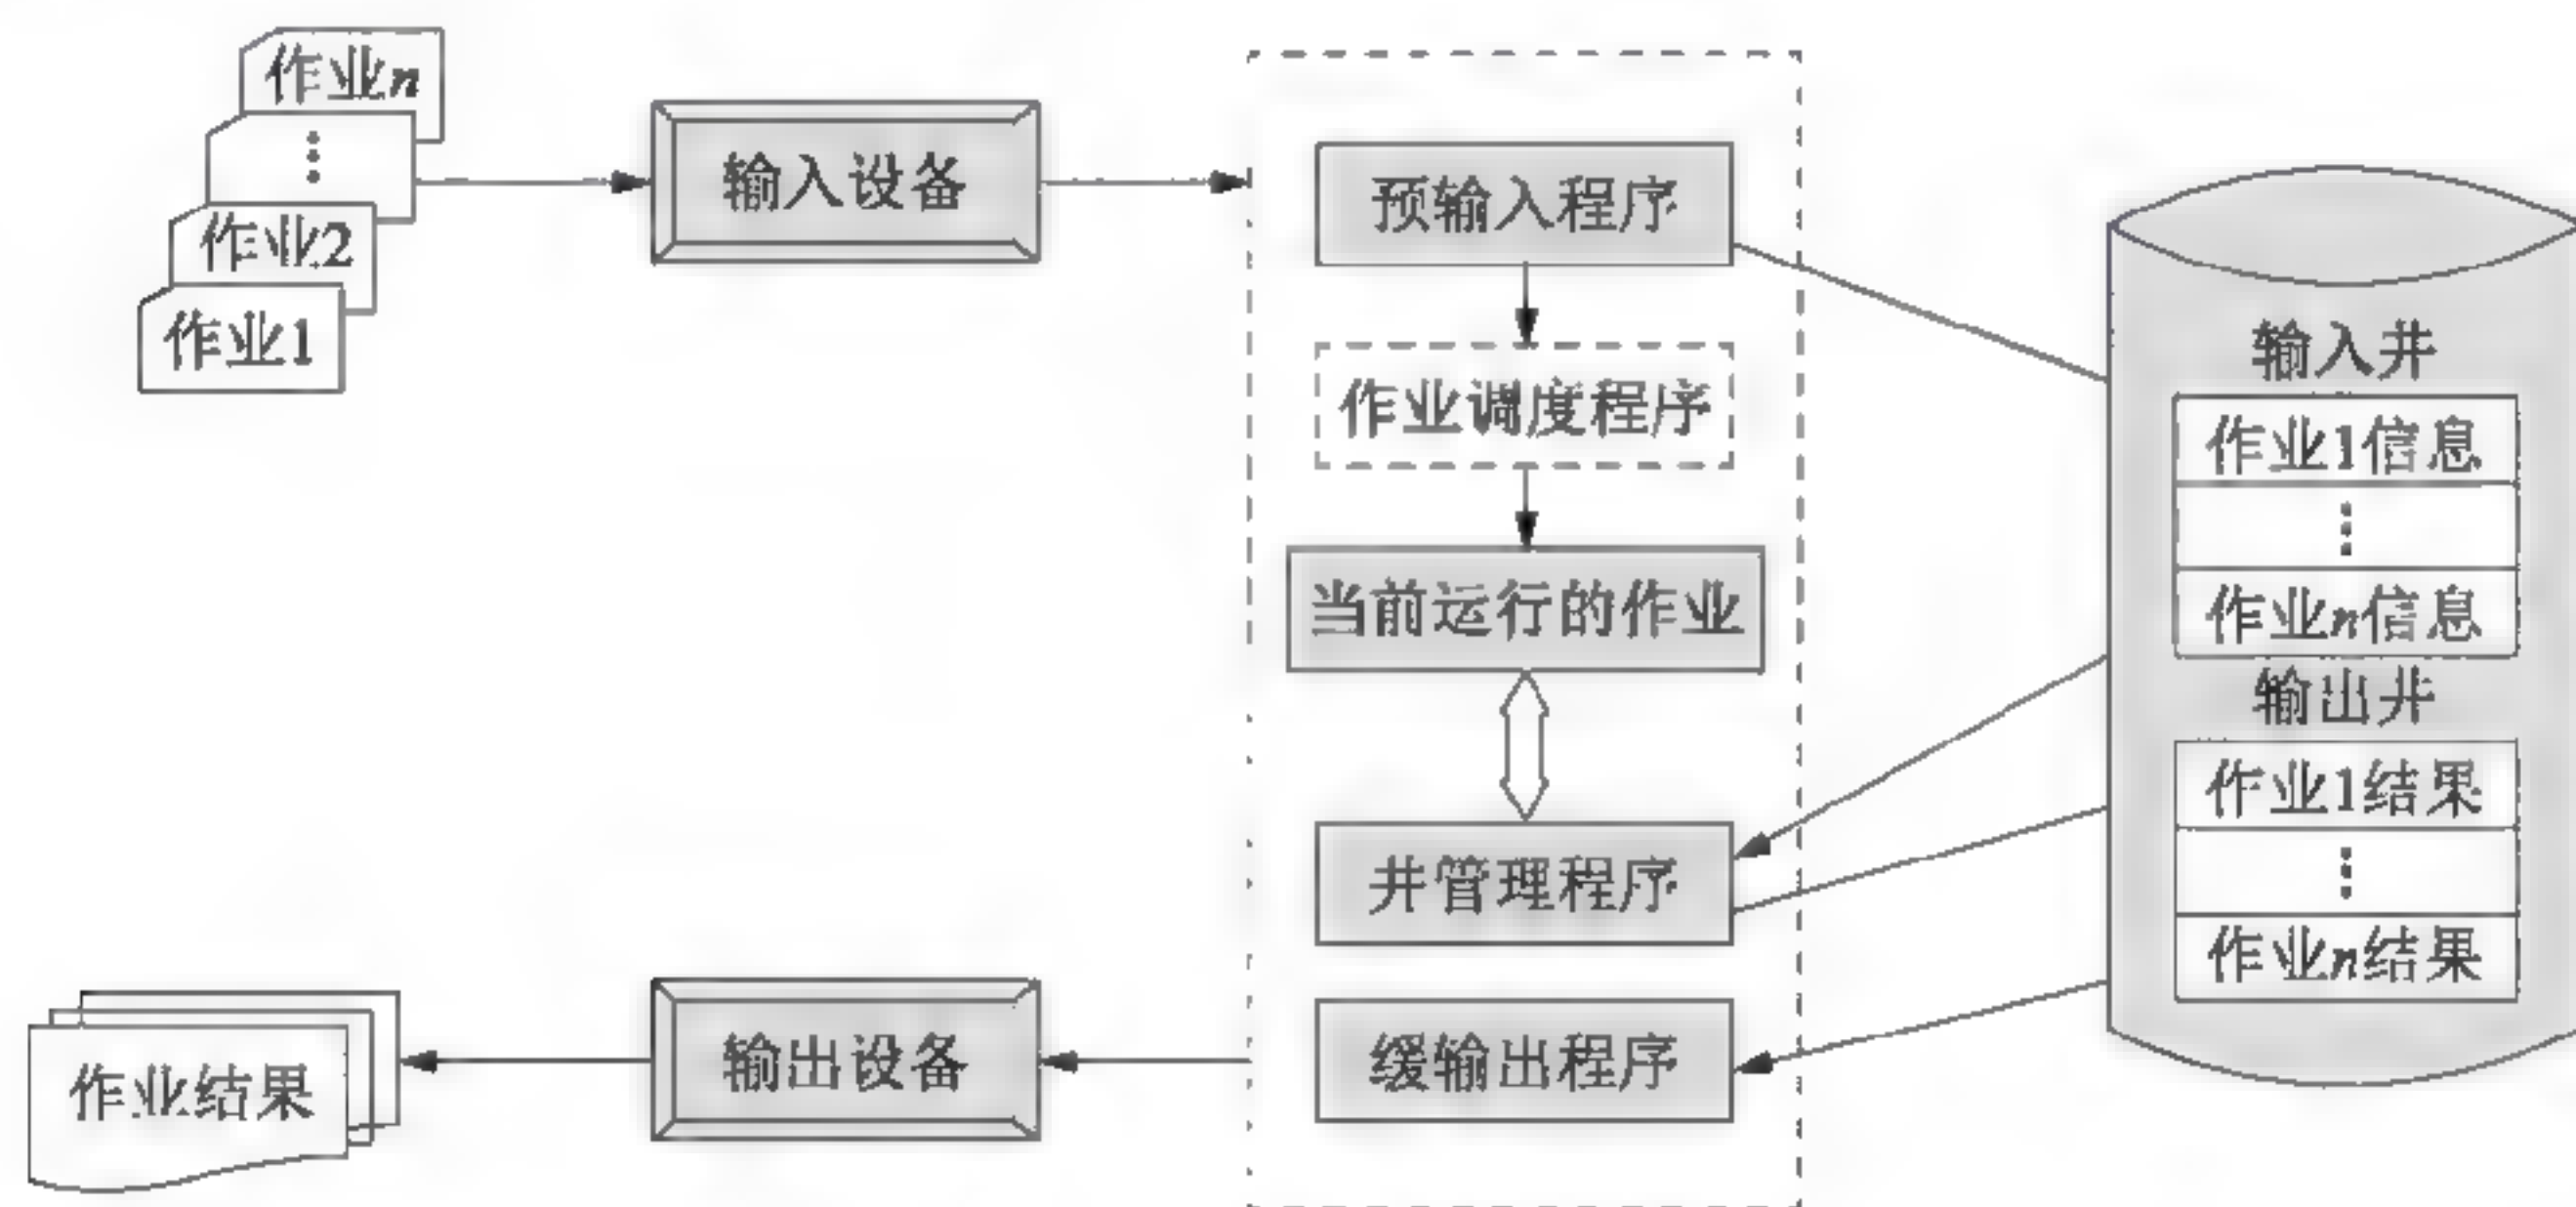 作业n
⋮
作业2
作业1
输入设备
预输入程序
作业调度程序
当前运行的作业
井管理程序
缓输出程序
输入井
作业1信息
⋮
作业n信息
输出井
作业1结果
⋮
作业n结果
输出设备
作业结果